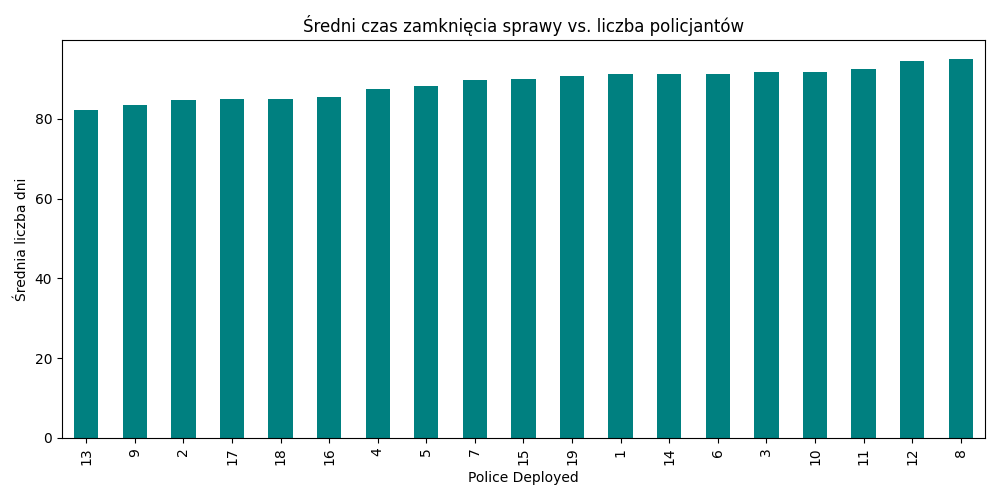 Średni czas zamknięcia sprawy vs. liczba policjantów
Średnia liczba dni
80
60
40
20
0
13 9 2 17 18 16 4 5 7 15 19 1 14 6 3 10 11 12 8
Police Deployed